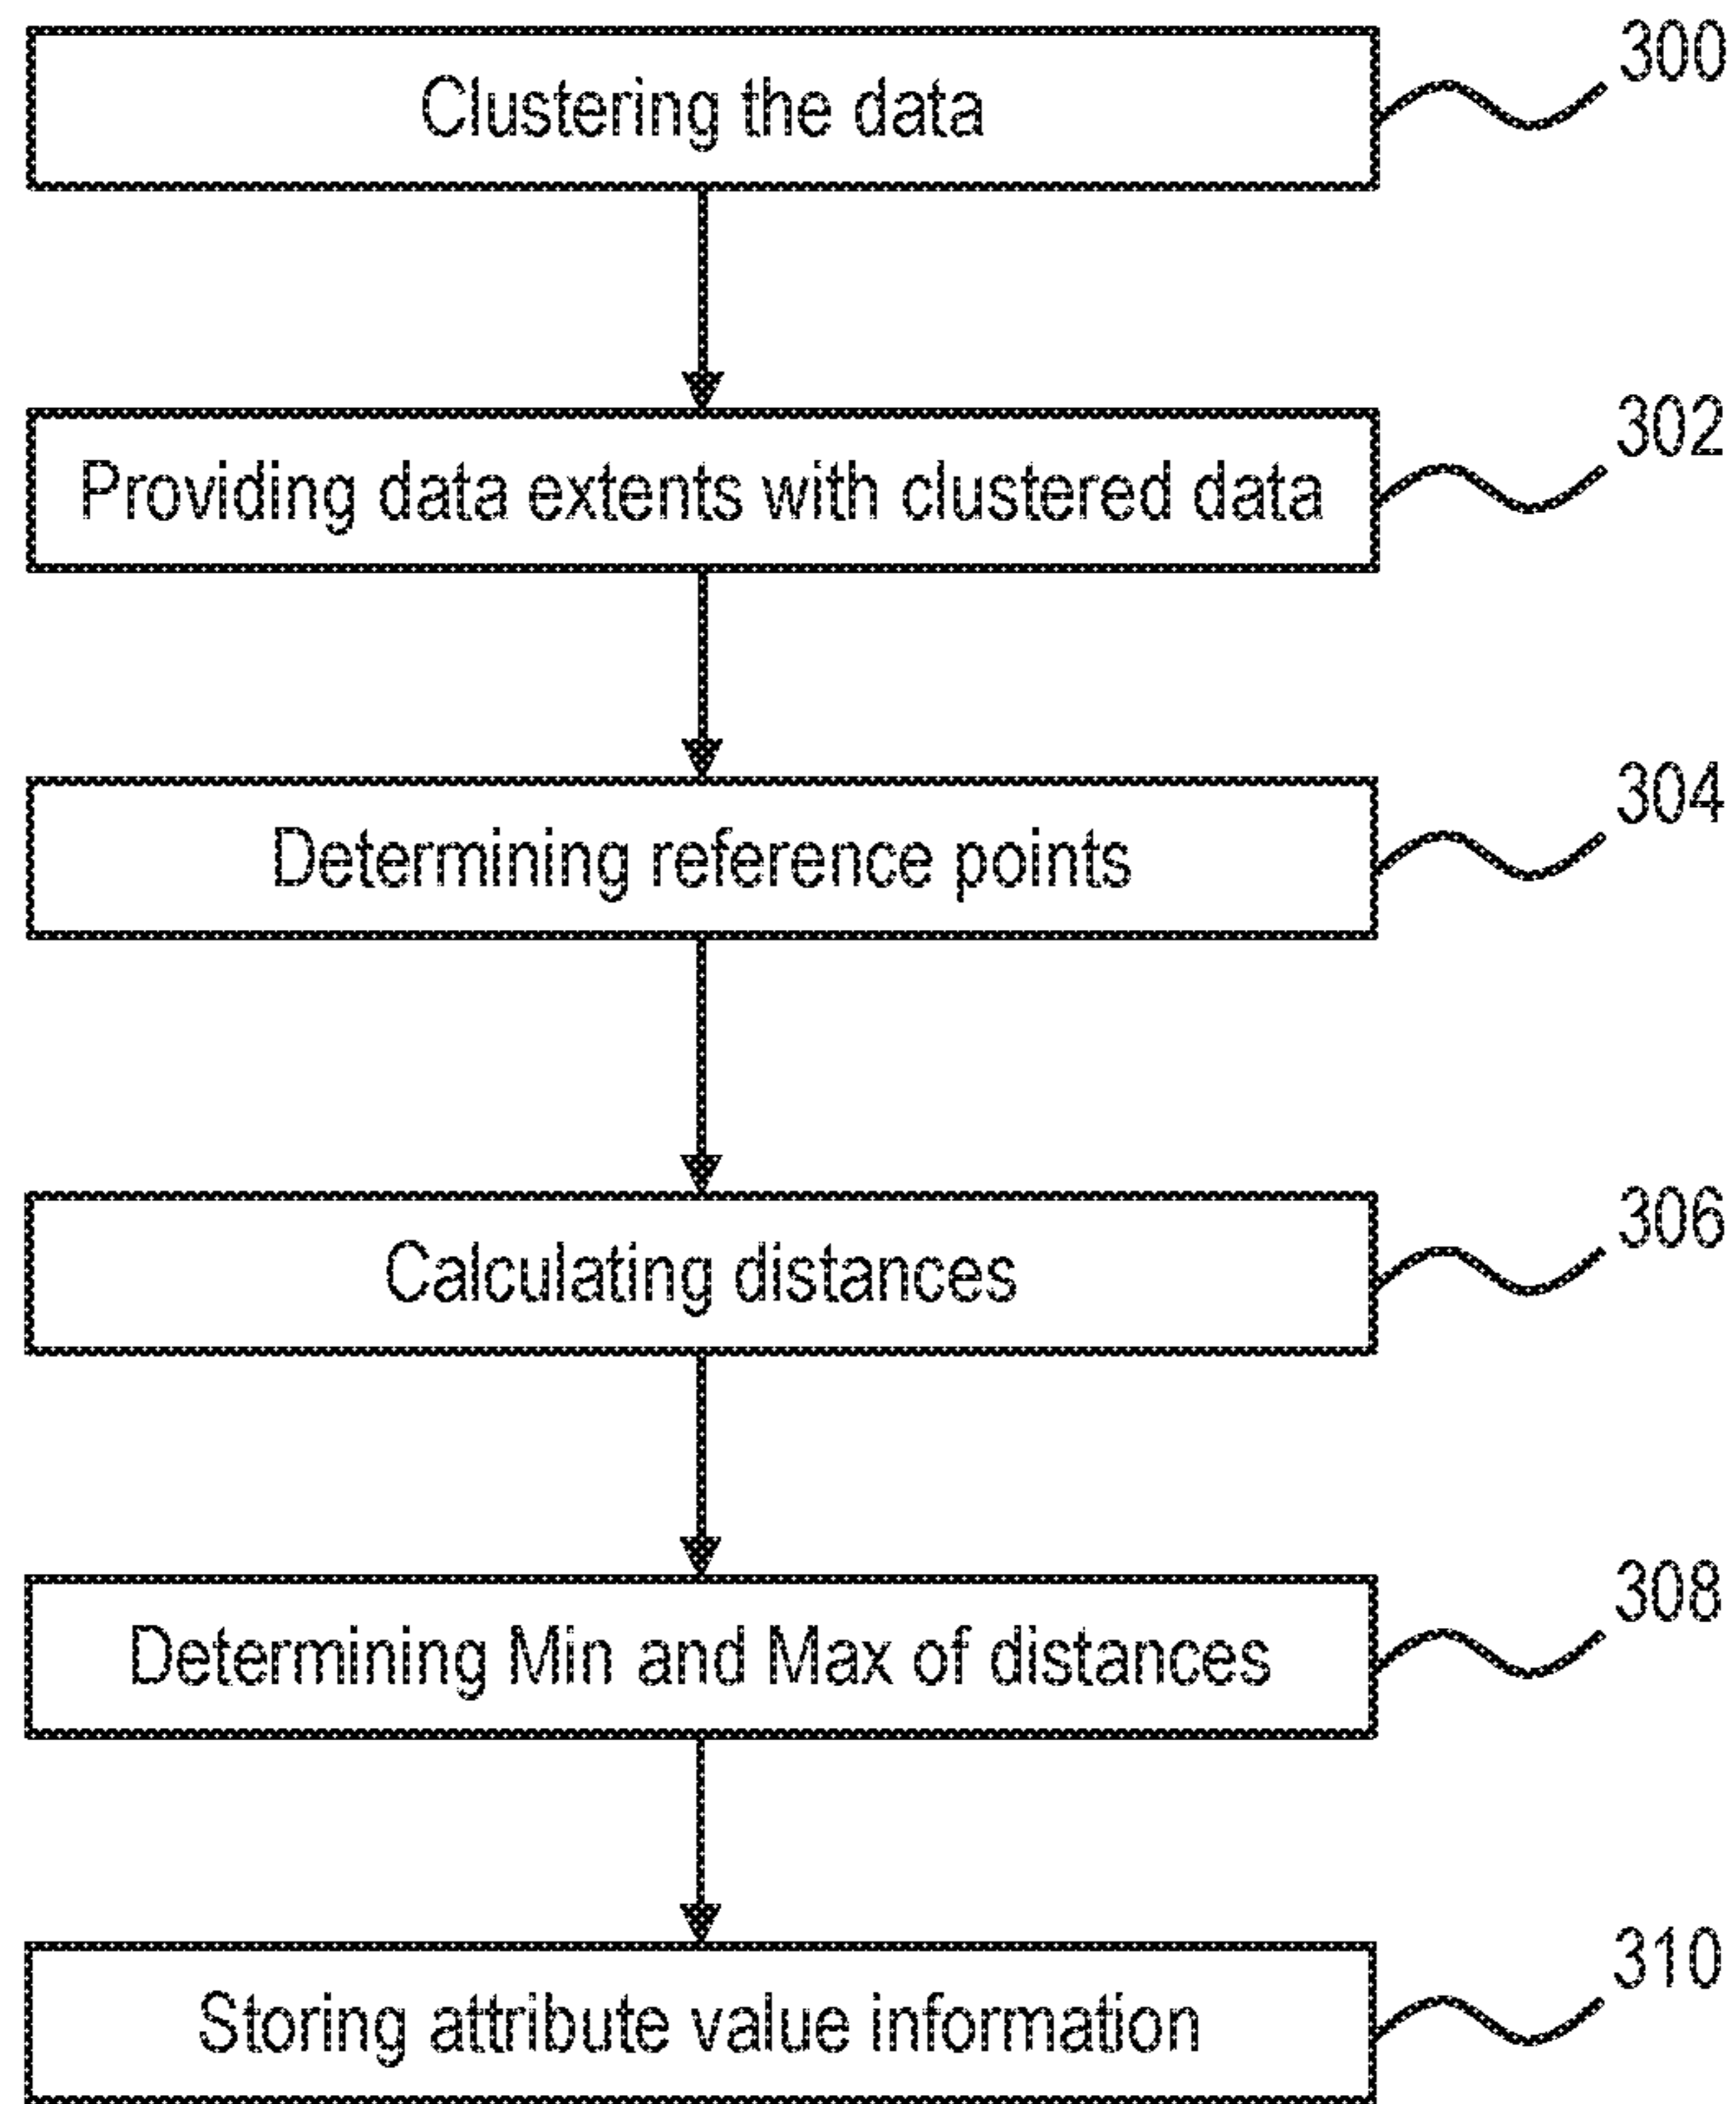 300
Clustering the data
302
Providing data extents with clustered data
304
Determining reference points
306
Calculating distances
308
Determining Min and Max of distances
310
Storing attribute value information